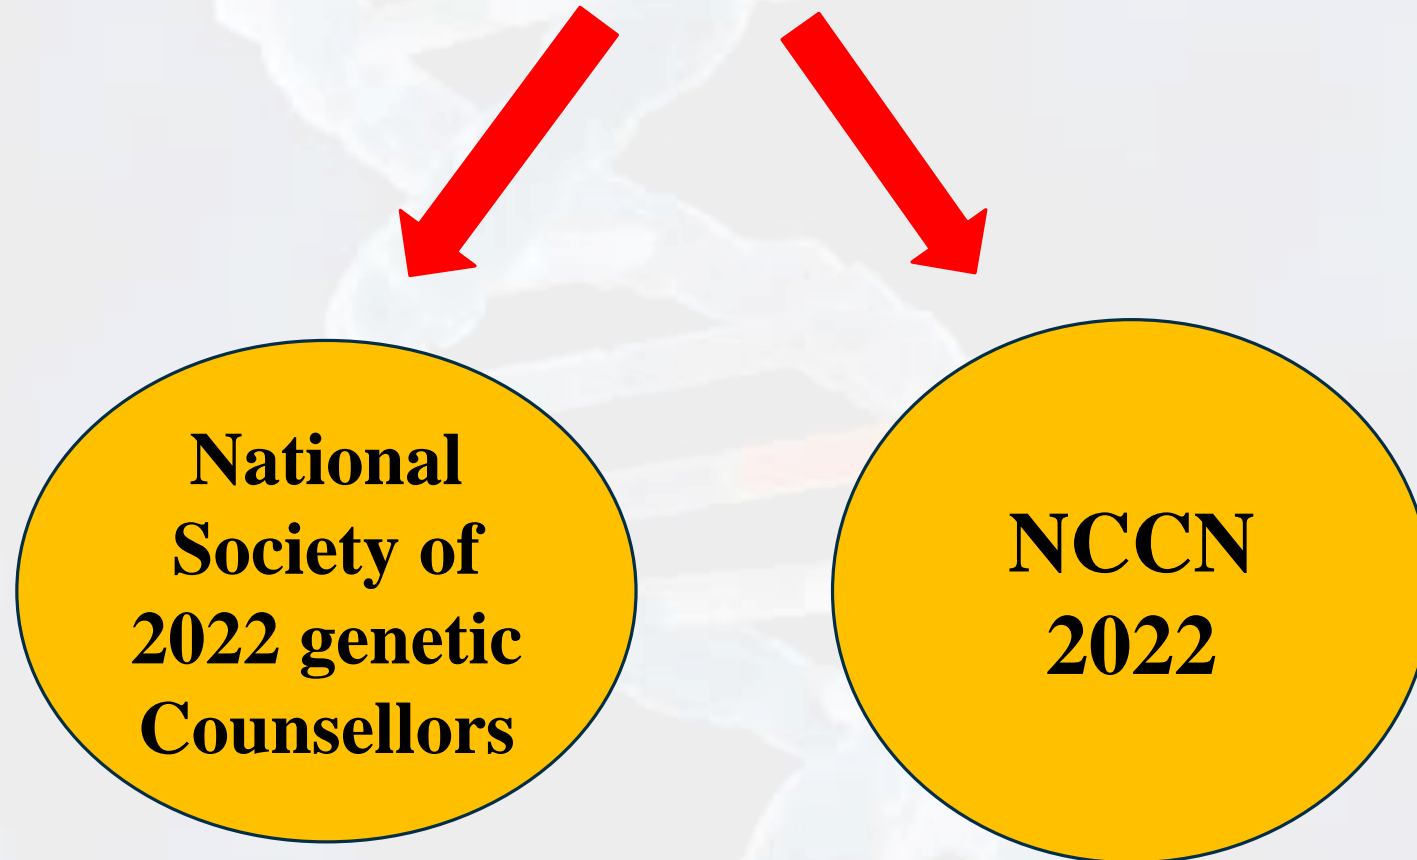 National
Society of
2022 genetic
Counsellors
NCCN
2022